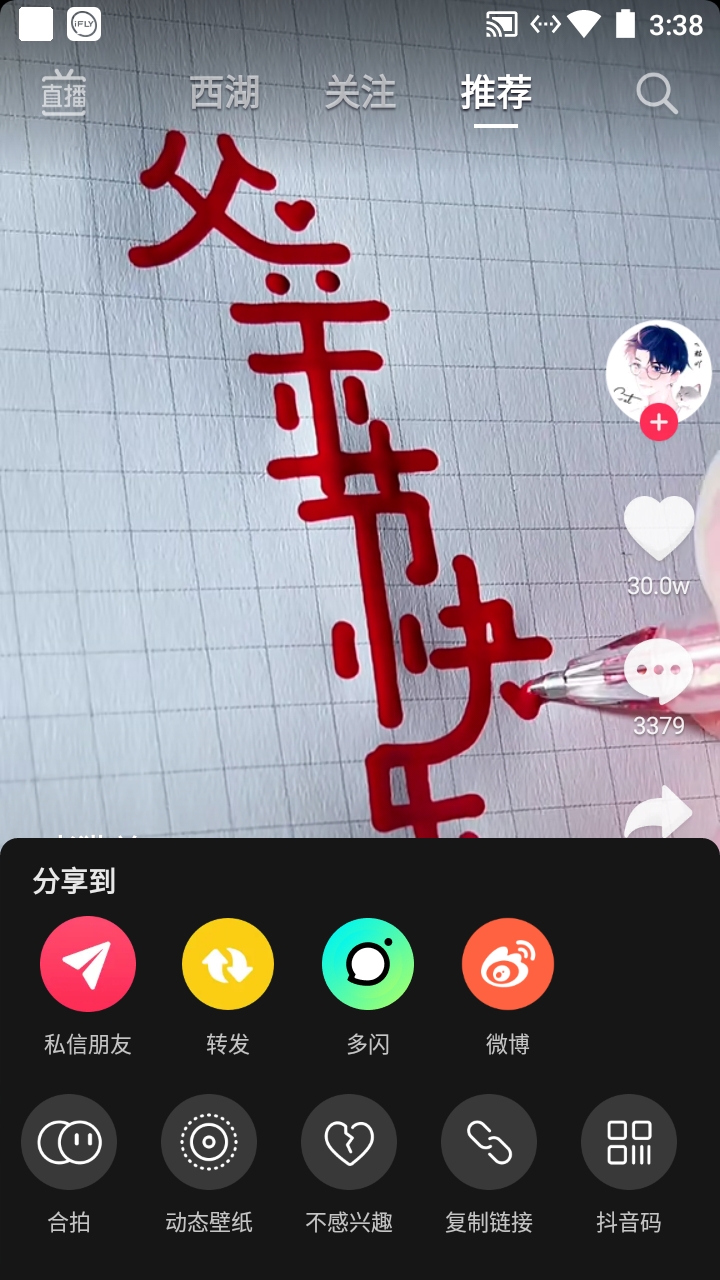 iFLY
3:38
直播
西湖
关注
推荐
父
亲
节
快
乐
30.0w
3379
分享到
私信朋友
转发
多闪
微博
合拍
动态壁纸
不感兴趣
复制链接
抖音码